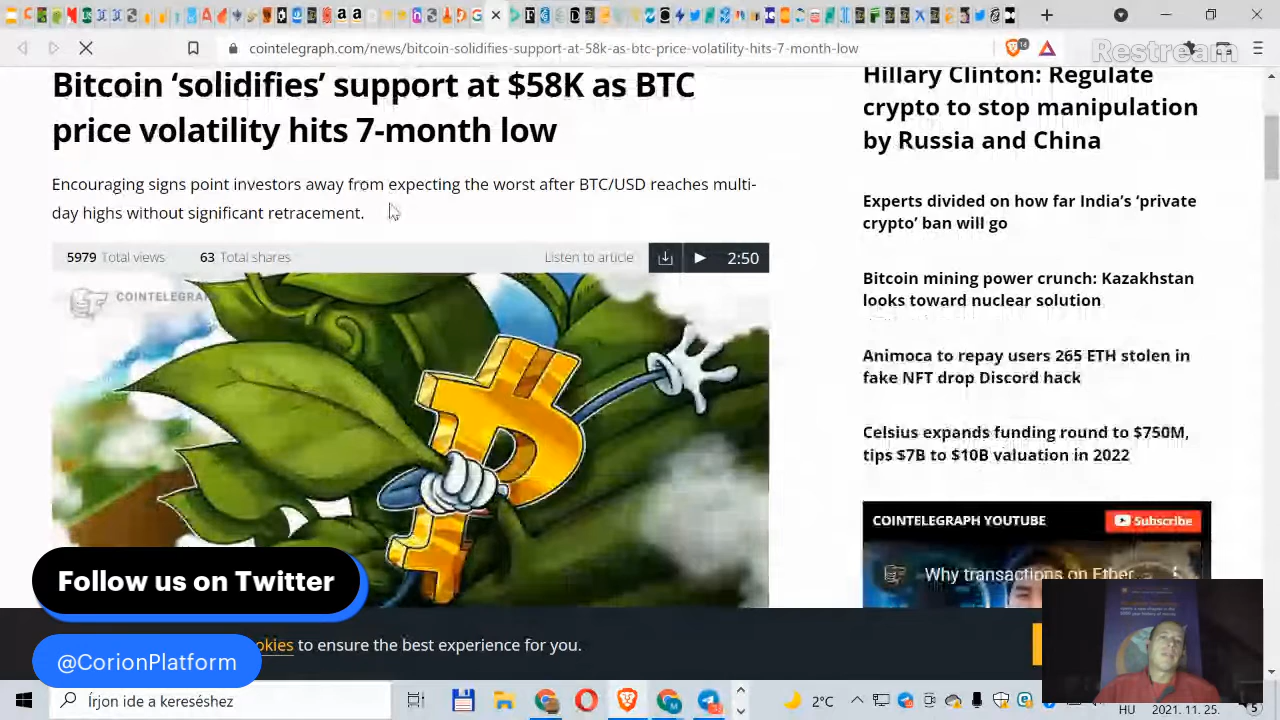 cointelegraph.com/news/bitcoin-solidifies-support-at-58k-as-btc-price-volatility-hits-7-month-low
Restream
Bitcoin ‘solidifies’ support at $58K as BTC
price volatility hits 7-month low
Encouraging signs point investors away from expecting the worst after BTC/USD reaches multi-
day highs without significant retracement.
5979 Total views
63 Total shares
Listen to article
2:50
COINTELEGRAPH
Hillary Clinton: Regulate
crypto to stop manipulation
by Russia and China
Experts divided on how far India’s ‘private
crypto’ ban will go
Bitcoin mining power crunch: Kazakhstan
looks toward nuclear solution
Animoca to repay users 265 ETH stolen in
fake NFT drop Discord hack
Celsius expands funding round to $750M,
tips $7B to $10B valuation in 2022
COINTELEGRAPH YOUTUBE
Subscribe
Why transactions on Ether
Follow us on Twitter
@CorionPlatform
okies to ensure the best experience for you.
Írjon ide a kereséshez
2°C
HU
2021. 11. 25.